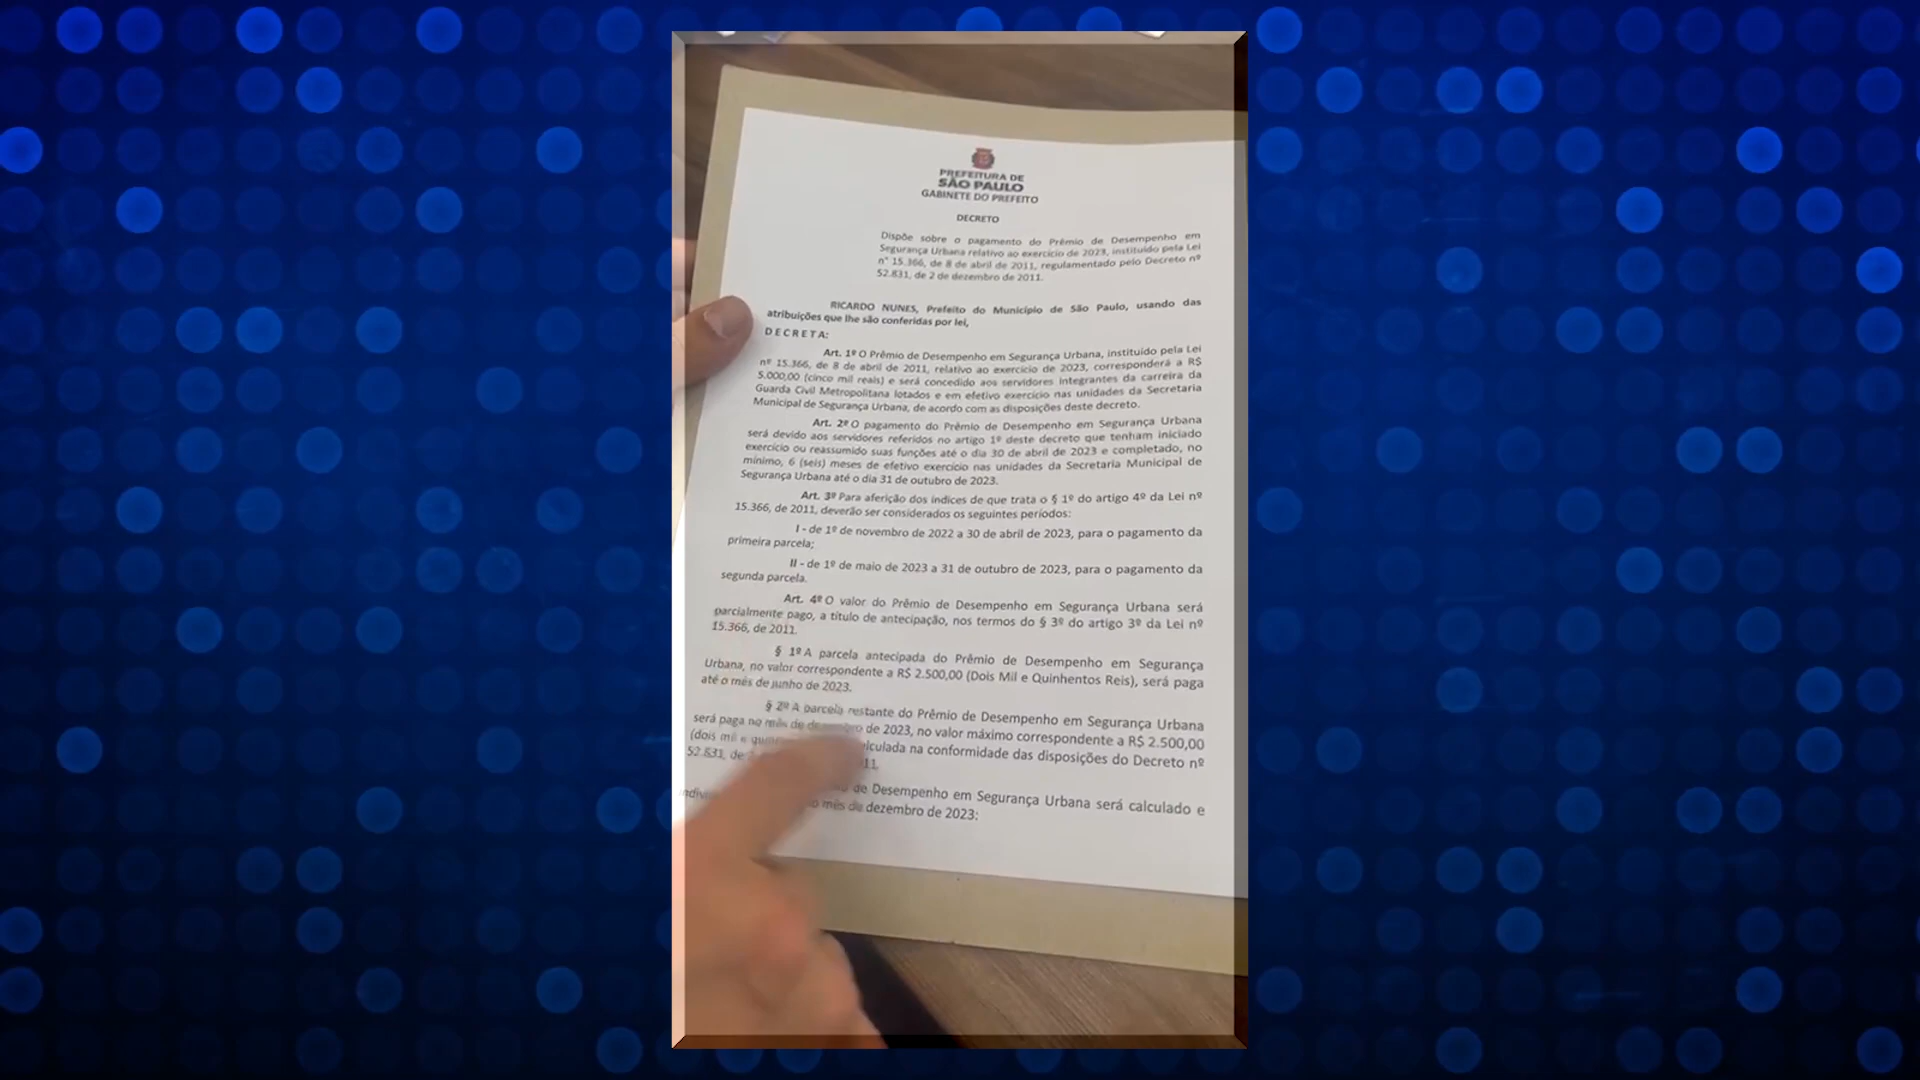 PREFEITURA DE
SÃO PAULO
GABINETE DO PREFEITO
DECRETO
Dispõe sobre o pagamento do Prêmio de Desempenho em
Segurança Urbana relativo ao exercício de 2023, instituído pela Lei
nº 15.366, de 8 de abril de 2011, regulamentado pelo Decreto nº
52.831, de 2 de dezembro de 2011.
RICARDO NUNES, Prefeito do Município de São Paulo, usando das
atribuições que lhe são conferidas por lei,
D E C R E T A:
Art. 1º O Prêmio de Desempenho em Segurança Urbana, instituído pela Lei
nº 15.366, de 8 de abril de 2011, relativo ao exercício de 2023, corresponderá a R$
5.000,00 (cinco mil reais) e será concedido aos servidores integrantes da carreira da
Guarda Civil Metropolitana lotados e em efetivo exercício nas unidades da Secretaria
Municipal de Segurança Urbana, de acordo com as disposições deste decreto.
Art. 2º O pagamento do Prêmio de Desempenho em Segurança Urbana
será devido aos servidores referidos no artigo 1º deste decreto que tenham iniciado
exercício ou reassumido suas funções até o dia 30 de abril de 2023 e completado, no
mínimo, 6 (seis) meses de efetivo exercício nas unidades da Secretaria Municipal de
Segurança Urbana até o dia 31 de outubro de 2023.
Art. 3º Para aferição dos índices de que trata o § 1º do artigo 4º da Lei nº
15.366, de 2011, deverão ser considerados os seguintes períodos:
I - de 1º de novembro de 2022 a 30 de abril de 2023, para o pagamento da
primeira parcela;
II - de 1º de maio de 2023 a 31 de outubro de 2023, para o pagamento da
segunda parcela.
Art. 4º O valor do Prêmio de Desempenho em Segurança Urbana será
parcialmente pago, a título de antecipação, nos termos do § 3º do artigo 3º da Lei nº
15.366, de 2011.
§ 1º A parcela antecipada do Prêmio de Desempenho em Segurança
Urbana, no valor correspondente a R$ 2.500,00 (Dois Mil e Quinhentos Reis), será paga
até o mês de junho de 2023.
§ 2º A parcela restante do Prêmio de Desempenho em Segurança Urbana
será paga no mês de dezembro de 2023, no valor máximo correspondente a R$ 2.500,00
(dois mil e lculada na conformidade das disposições do Decreto nº
52.831, de 11.
de Desempenho em Segurança Urbana será calculado e
o mês de dezembro de 2023: